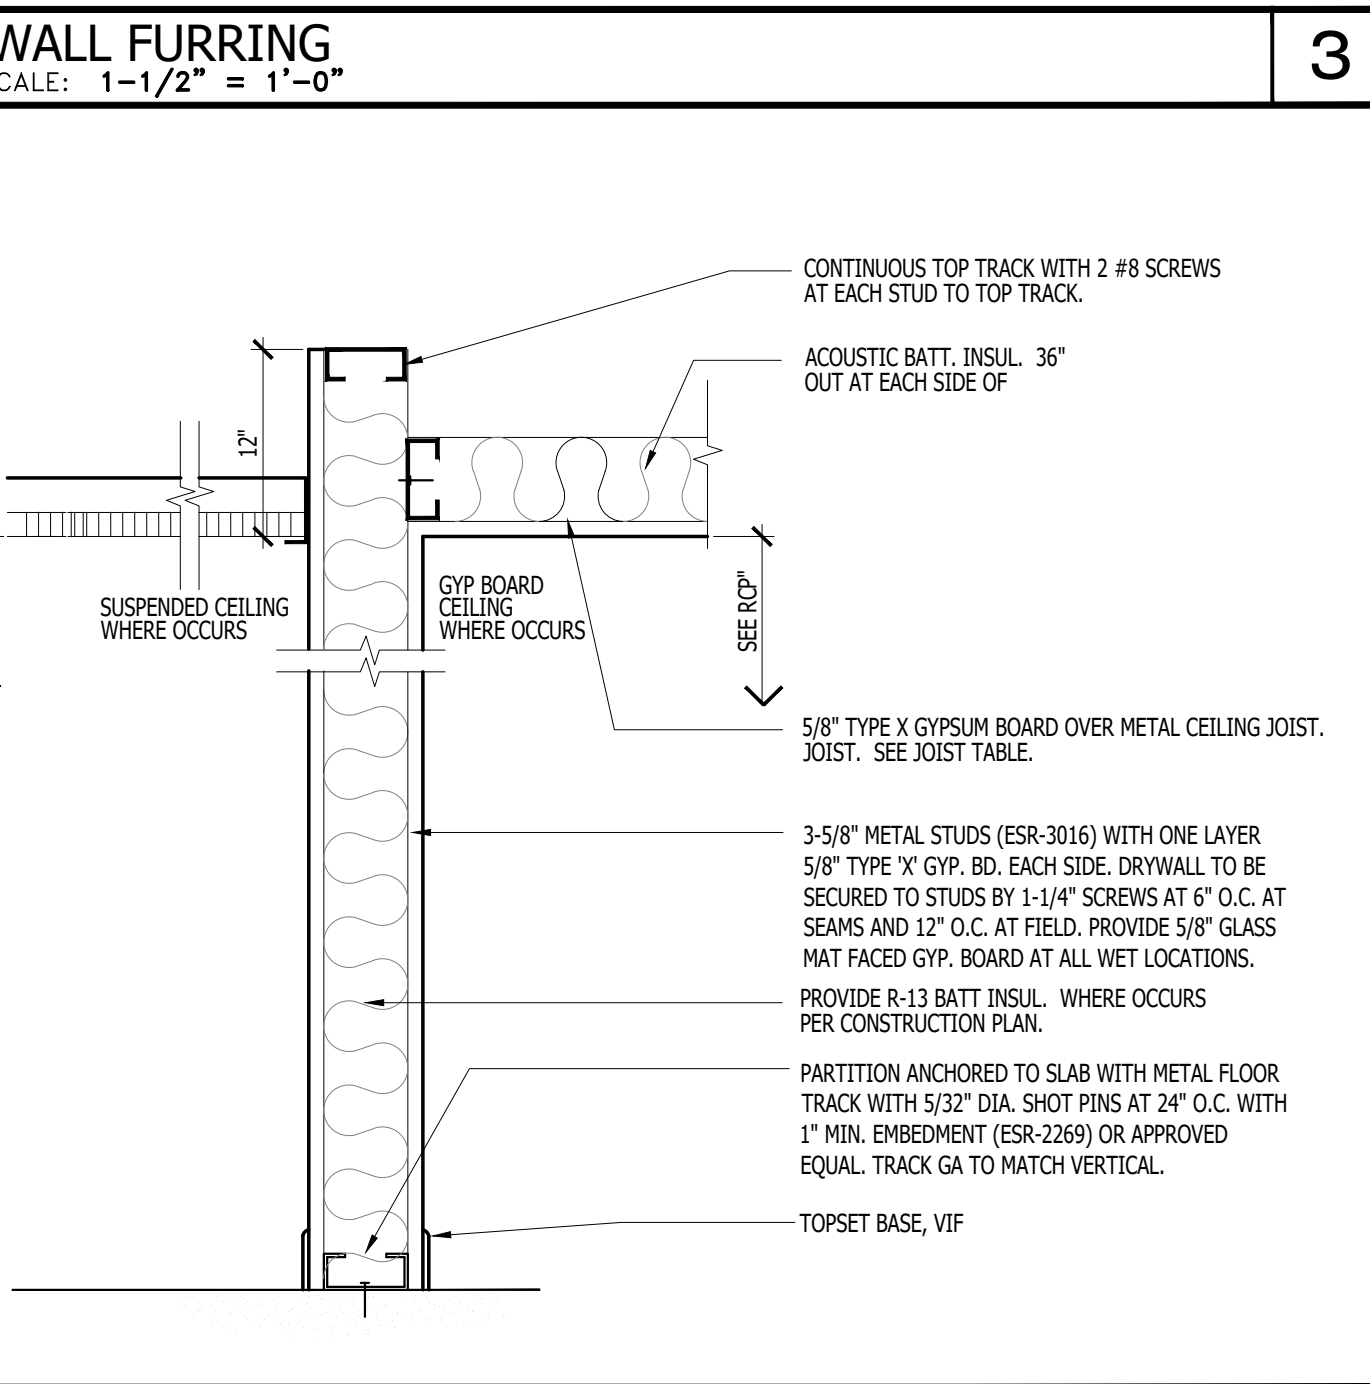 WALL FURRING
SCALE: 1-1/2" = 1'-0"
3
CONTINUOUS TOP TRACK WITH 2 #8 SCREWS
AT EACH STUD TO TOP TRACK.
ACOUSTIC BATT. INSUL. 36"
OUT AT EACH SIDE OF
12"
SUSPENDED CEILING
WHERE OCCURS
GYP BOARD
CEILING
WHERE OCCURS
SEE RCP"
5/8" TYPE X GYPSUM BOARD OVER METAL CEILING JOIST.
JOIST. SEE JOIST TABLE.
3-5/8" METAL STUDS (ESR-3016) WITH ONE LAYER
5/8" TYPE 'X' GYP. BD. EACH SIDE. DRYWALL TO BE
SECURED TO STUDS BY 1-1/4" SCREWS AT 6" O.C. AT
SEAMS AND 12" O.C. AT FIELD. PROVIDE 5/8" GLASS
MAT FACED GYP. BOARD AT ALL WET LOCATIONS.
PROVIDE R-13 BATT INSUL. WHERE OCCURS
PER CONSTRUCTION PLAN.
PARTITION ANCHORED TO SLAB WITH METAL FLOOR
TRACK WITH 5/32" DIA. SHOT PINS AT 24" O.C. WITH
1" MIN. EMBEDMENT (ESR-2269) OR APPROVED
EQUAL. TRACK GA TO MATCH VERTICAL.
TOPSET BASE, VIF